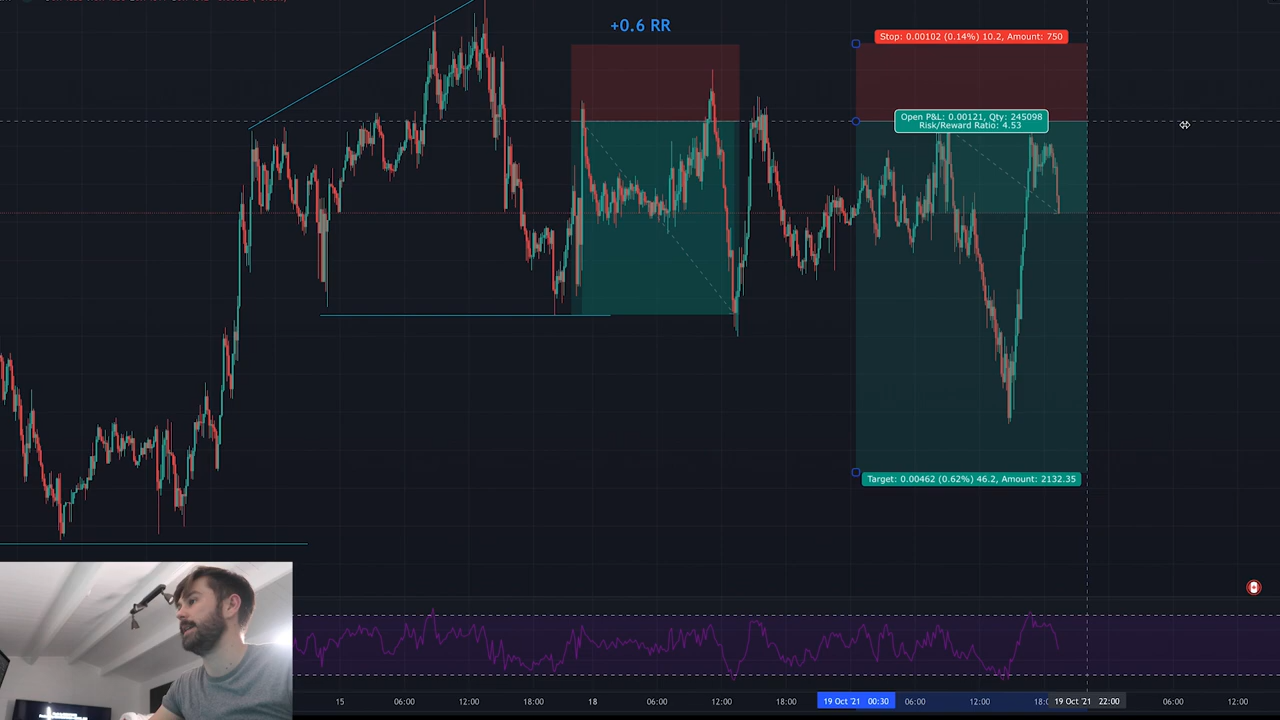 +0.6 RR
Stop: 0.00102 (0.14%) 10.2, Amount: 750
Open P&L: 0.00121, Qty: 245098
Risk/Reward Ratio: 4.53
Target: 0.00462 (0.62%) 46.2, Amount: 2132.35
15 06:00 12:00 18:00 18 06:00 12:00 18:00 19 Oct '21 00:30 06:00 12:00 18:0 19 Oct '21 22:00 06:00 12:00